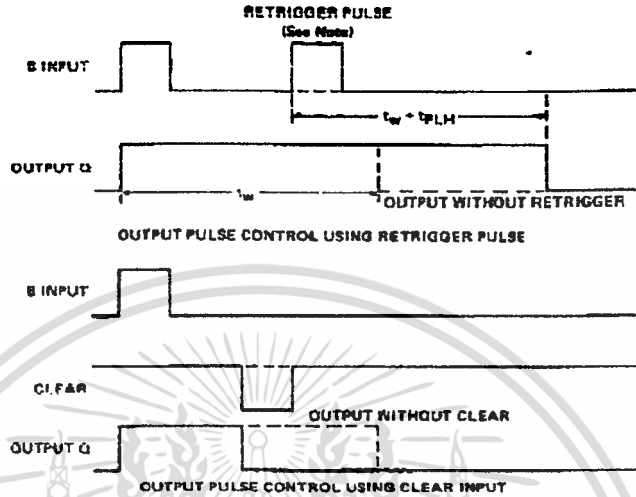 RETRIGGER PULSE
(See Note)
B INPUT
tw + tPLH
OUTPUT Q
tw
OUTPUT WITHOUT RETRIGGER
OUTPUT PULSE CONTROL USING RETRIGGER PULSE
B INPUT
CLEAR
OUTPUT WITHOUT CLEAR
OUTPUT Q
OUTPUT PULSE CONTROL USING CLEAR INPUT